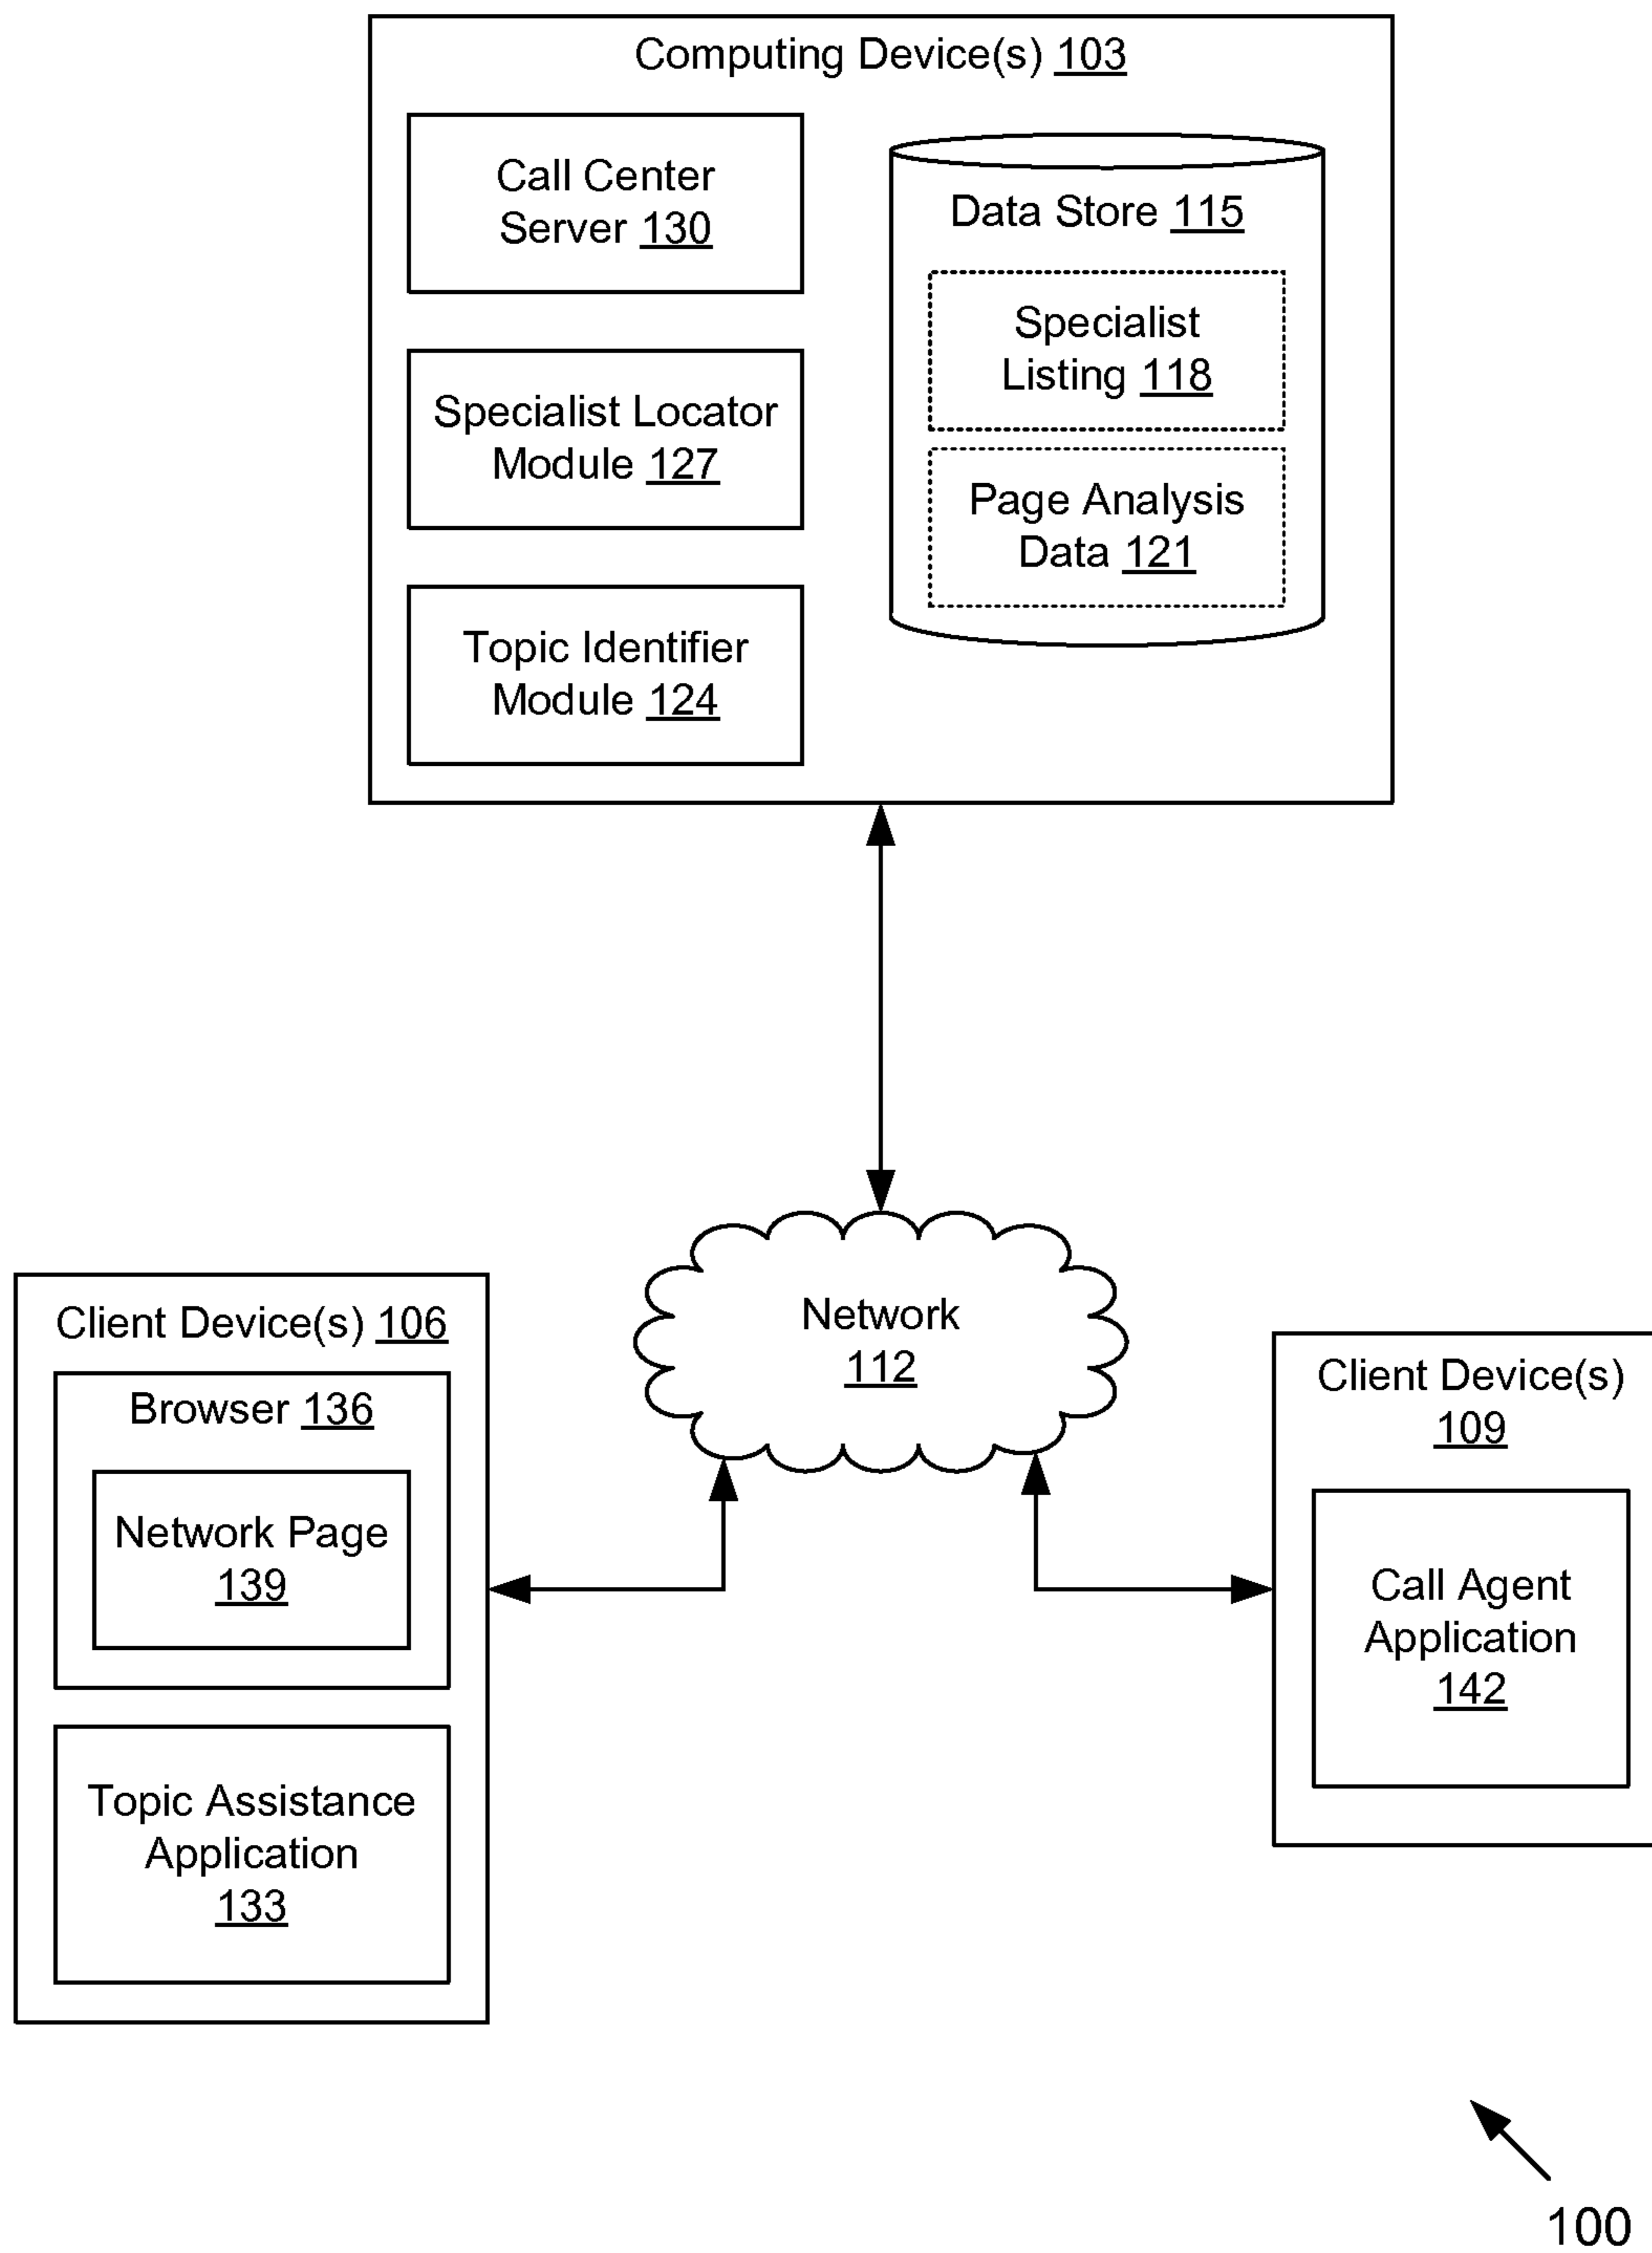 Computing Device(s) 103
Call Center
Server 130
Specialist Locator
Module 127
Topic Identifier
Module 124
Data Store 115
Specialist
Listing 118
Page Analysis
Data 121
Network
112
Client Device(s) 106
Browser 136
Network Page
139
Topic Assistance
Application
133
Client Device(s)
109
Call Agent
Application
142
100